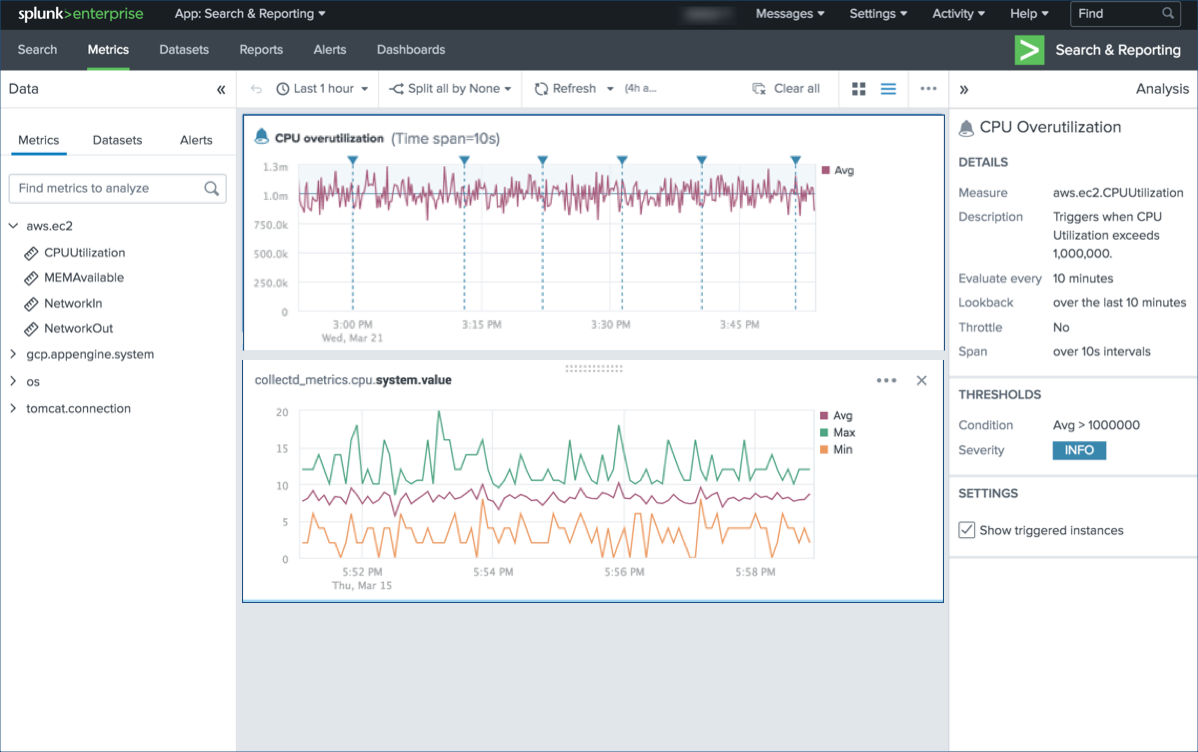 splunk>enterprise
App: Search & Reporting
Messages
Settings
Activity
Help
Find
Search
Metrics
Datasets
Reports
Alerts
Dashboards
Search & Reporting
Data
«
Last 1 hour
Split all by None
Refresh
(4h a...
Clear all
»
Analysis
Metrics
Datasets
Alerts
Find metrics to analyze
aws.ec2
CPUUtilization
MEMAvailable
NetworkIn
NetworkOut
gcp.appengine.system
os
tomcat.connection
CPU overutilization (Time span=10s)
1.3m
1.0m
750.0k
500.0k
250.0k
0
3:00 PM
Wed, Mar 21
3:15 PM
3:30 PM
3:45 PM
Avg
collectd_metrics.cpu.system.value
20
15
10
5
0
5:52 PM
Thu, Mar 15
5:54 PM
5:56 PM
5:58 PM
Avg
Max
Min
CPU Overutilization
DETAILS
Measure aws.ec2.CPUUtilization
Description Triggers when CPU
Utilization exceeds
1,000,000.
Evaluate every 10 minutes
Lookback over the last 10 minutes
Throttle No
Span over 10s intervals
THRESHOLDS
Condition Avg > 1000000
Severity INFO
SETTINGS
Show triggered instances